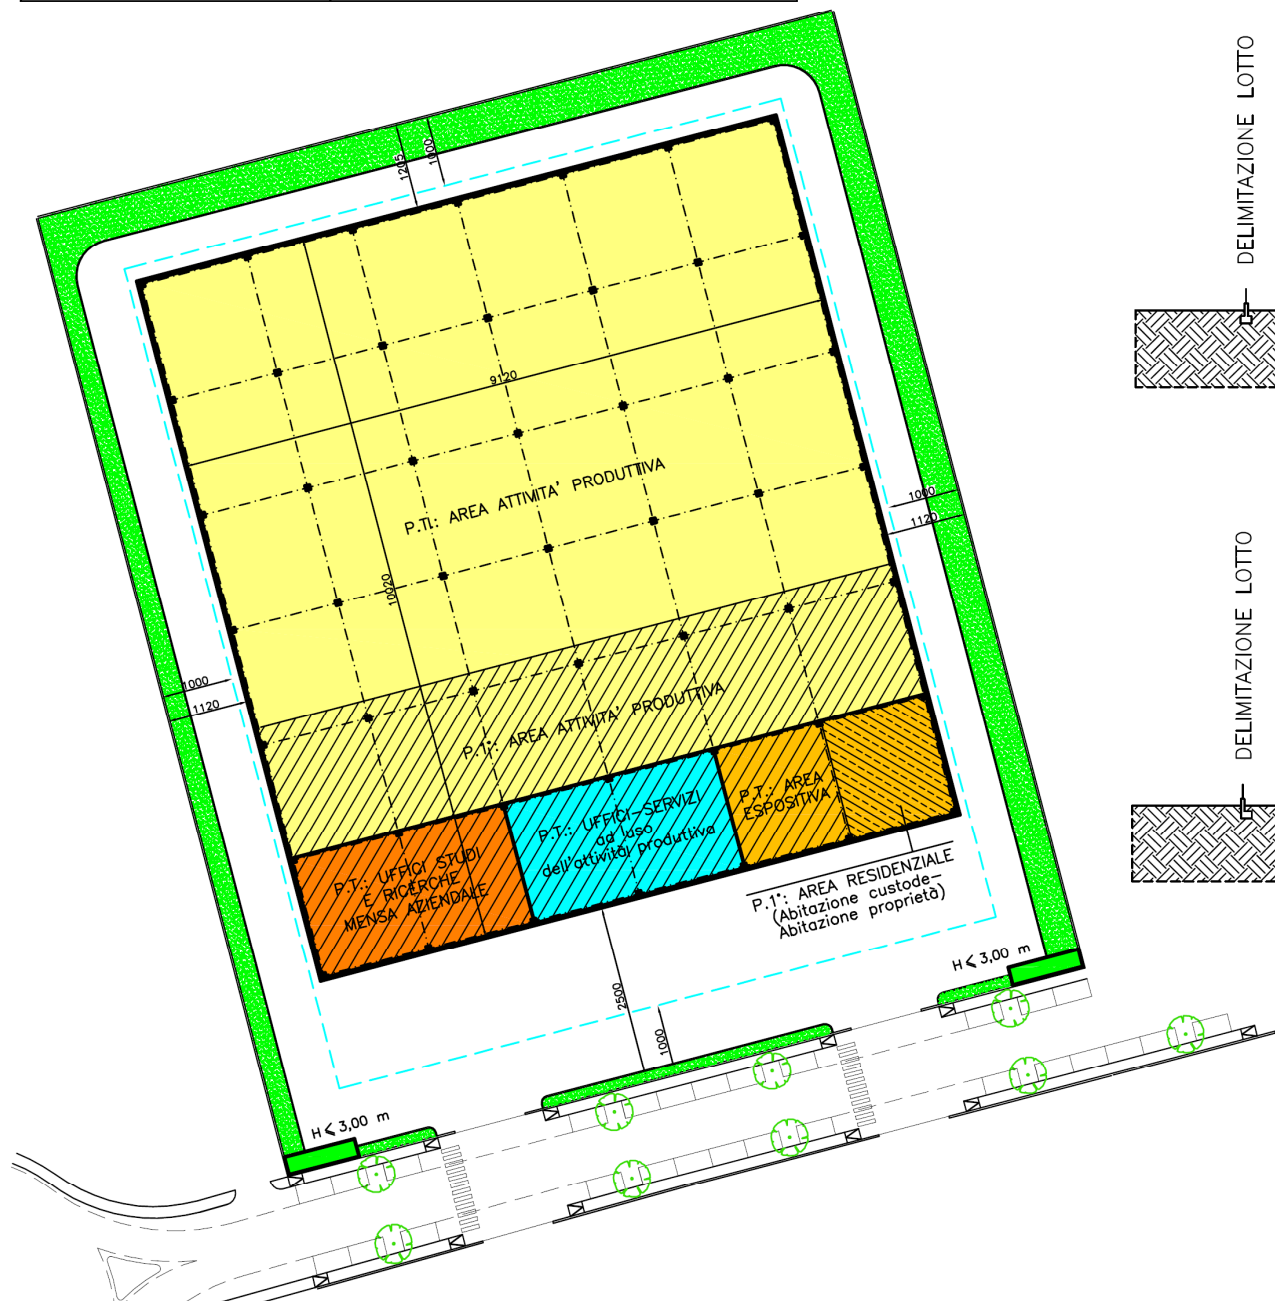 DELIMITAZIONE LOTTO
1205
1000
9120
P.T.: AREA ATTIVITA' PRODUTTIVA
1000
1120
10020
1000
1120
P.1°: AREA ATTIVITA' PRODUTTIVA
DELIMITAZIONE LOTTO
P.T.: AREA
ESPOSITIVA
P.T.: UFFICI-SERVIZI
ad uso
dell'attività produttiva
P.T.: UFFICI STUDI
E RICERCHE
MENSA AZIENDALE
P.1°: AREA RESIDENZIALE
(Abitazione custode-
Abitazione proprietà)
H ⩽ 3,00 m
2500
1000
H ⩽ 3,00 m